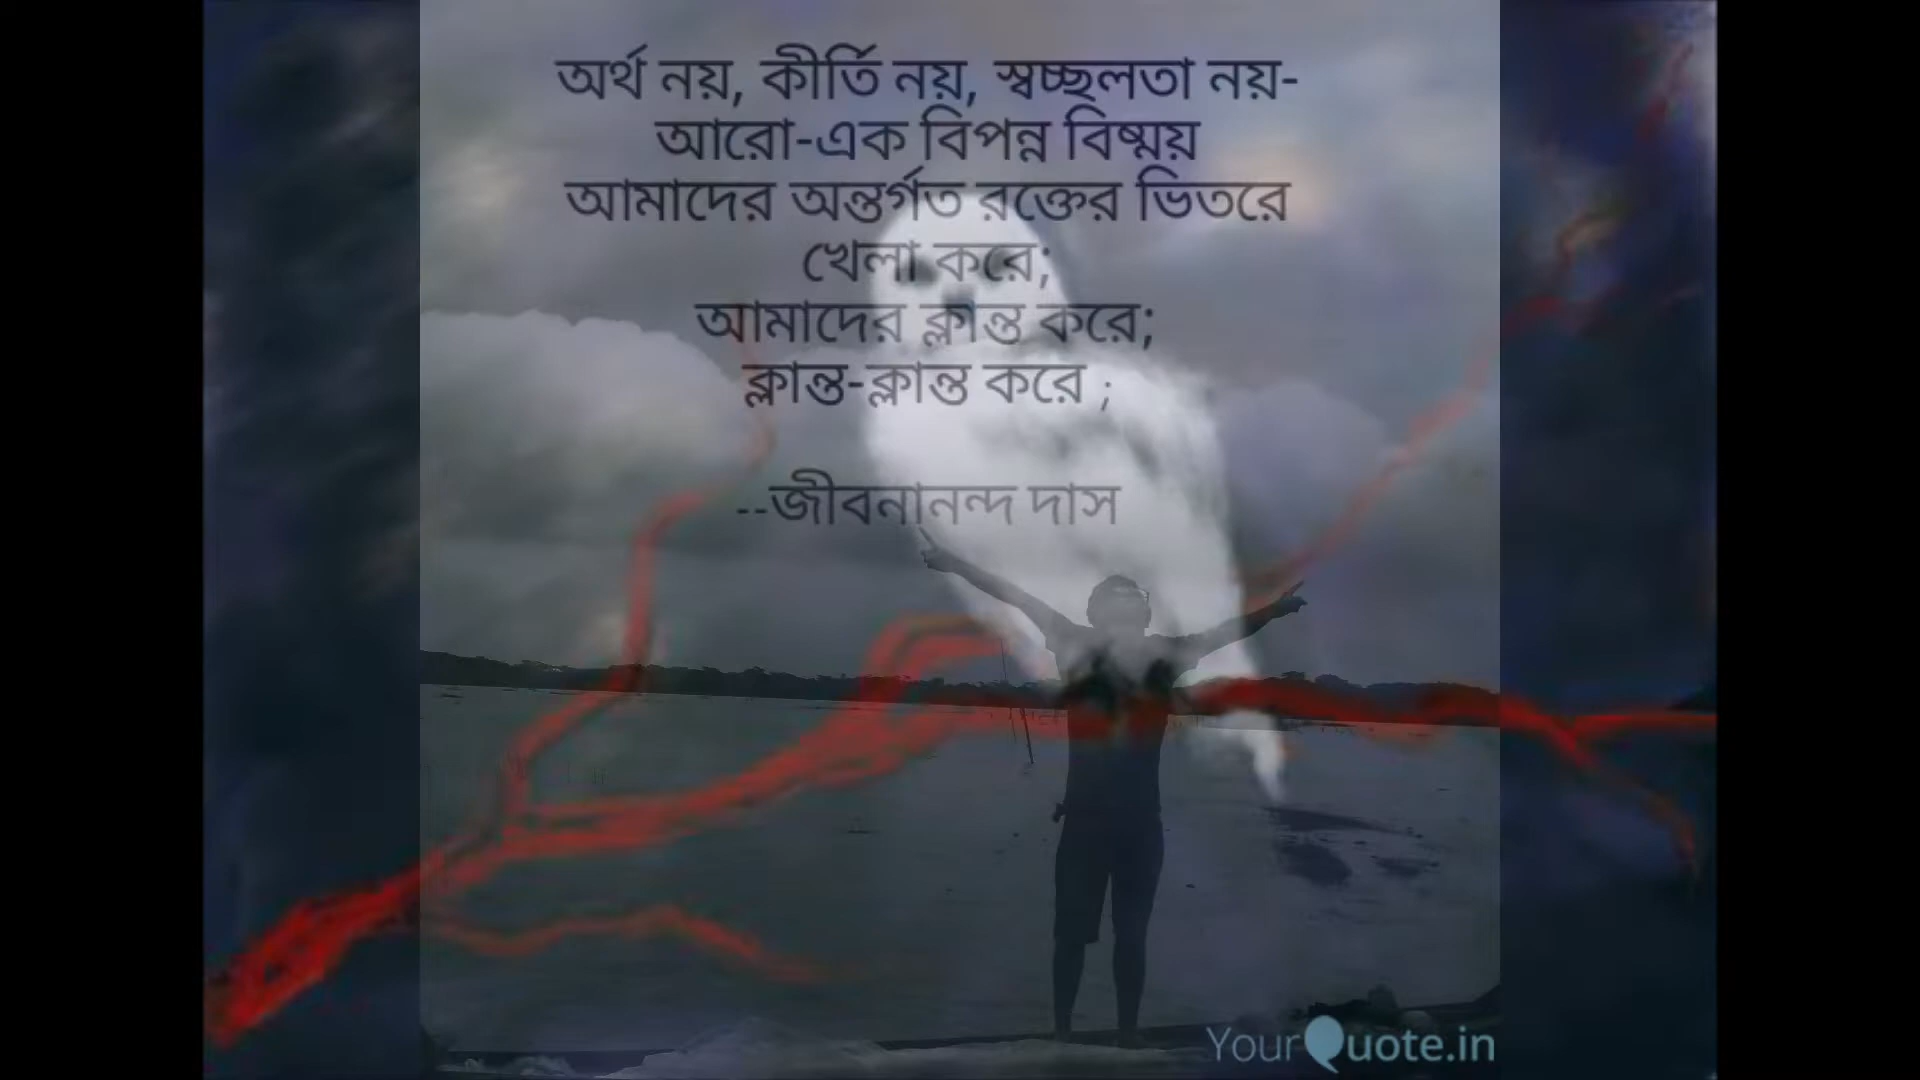 অর্থ নয়, কীর্তি নয়, স্বচ্ছলতা নয়-
আরো-এক বিপন্ন বিষ্ময়
আমাদের অন্তর্গত রক্তের ভিতরে
খেলা করে;
আমাদের ক্লান্ত করে;
ক্লান্ত-ক্লান্ত করে ;
--জীবনানন্দ দাস
YourQuote.in